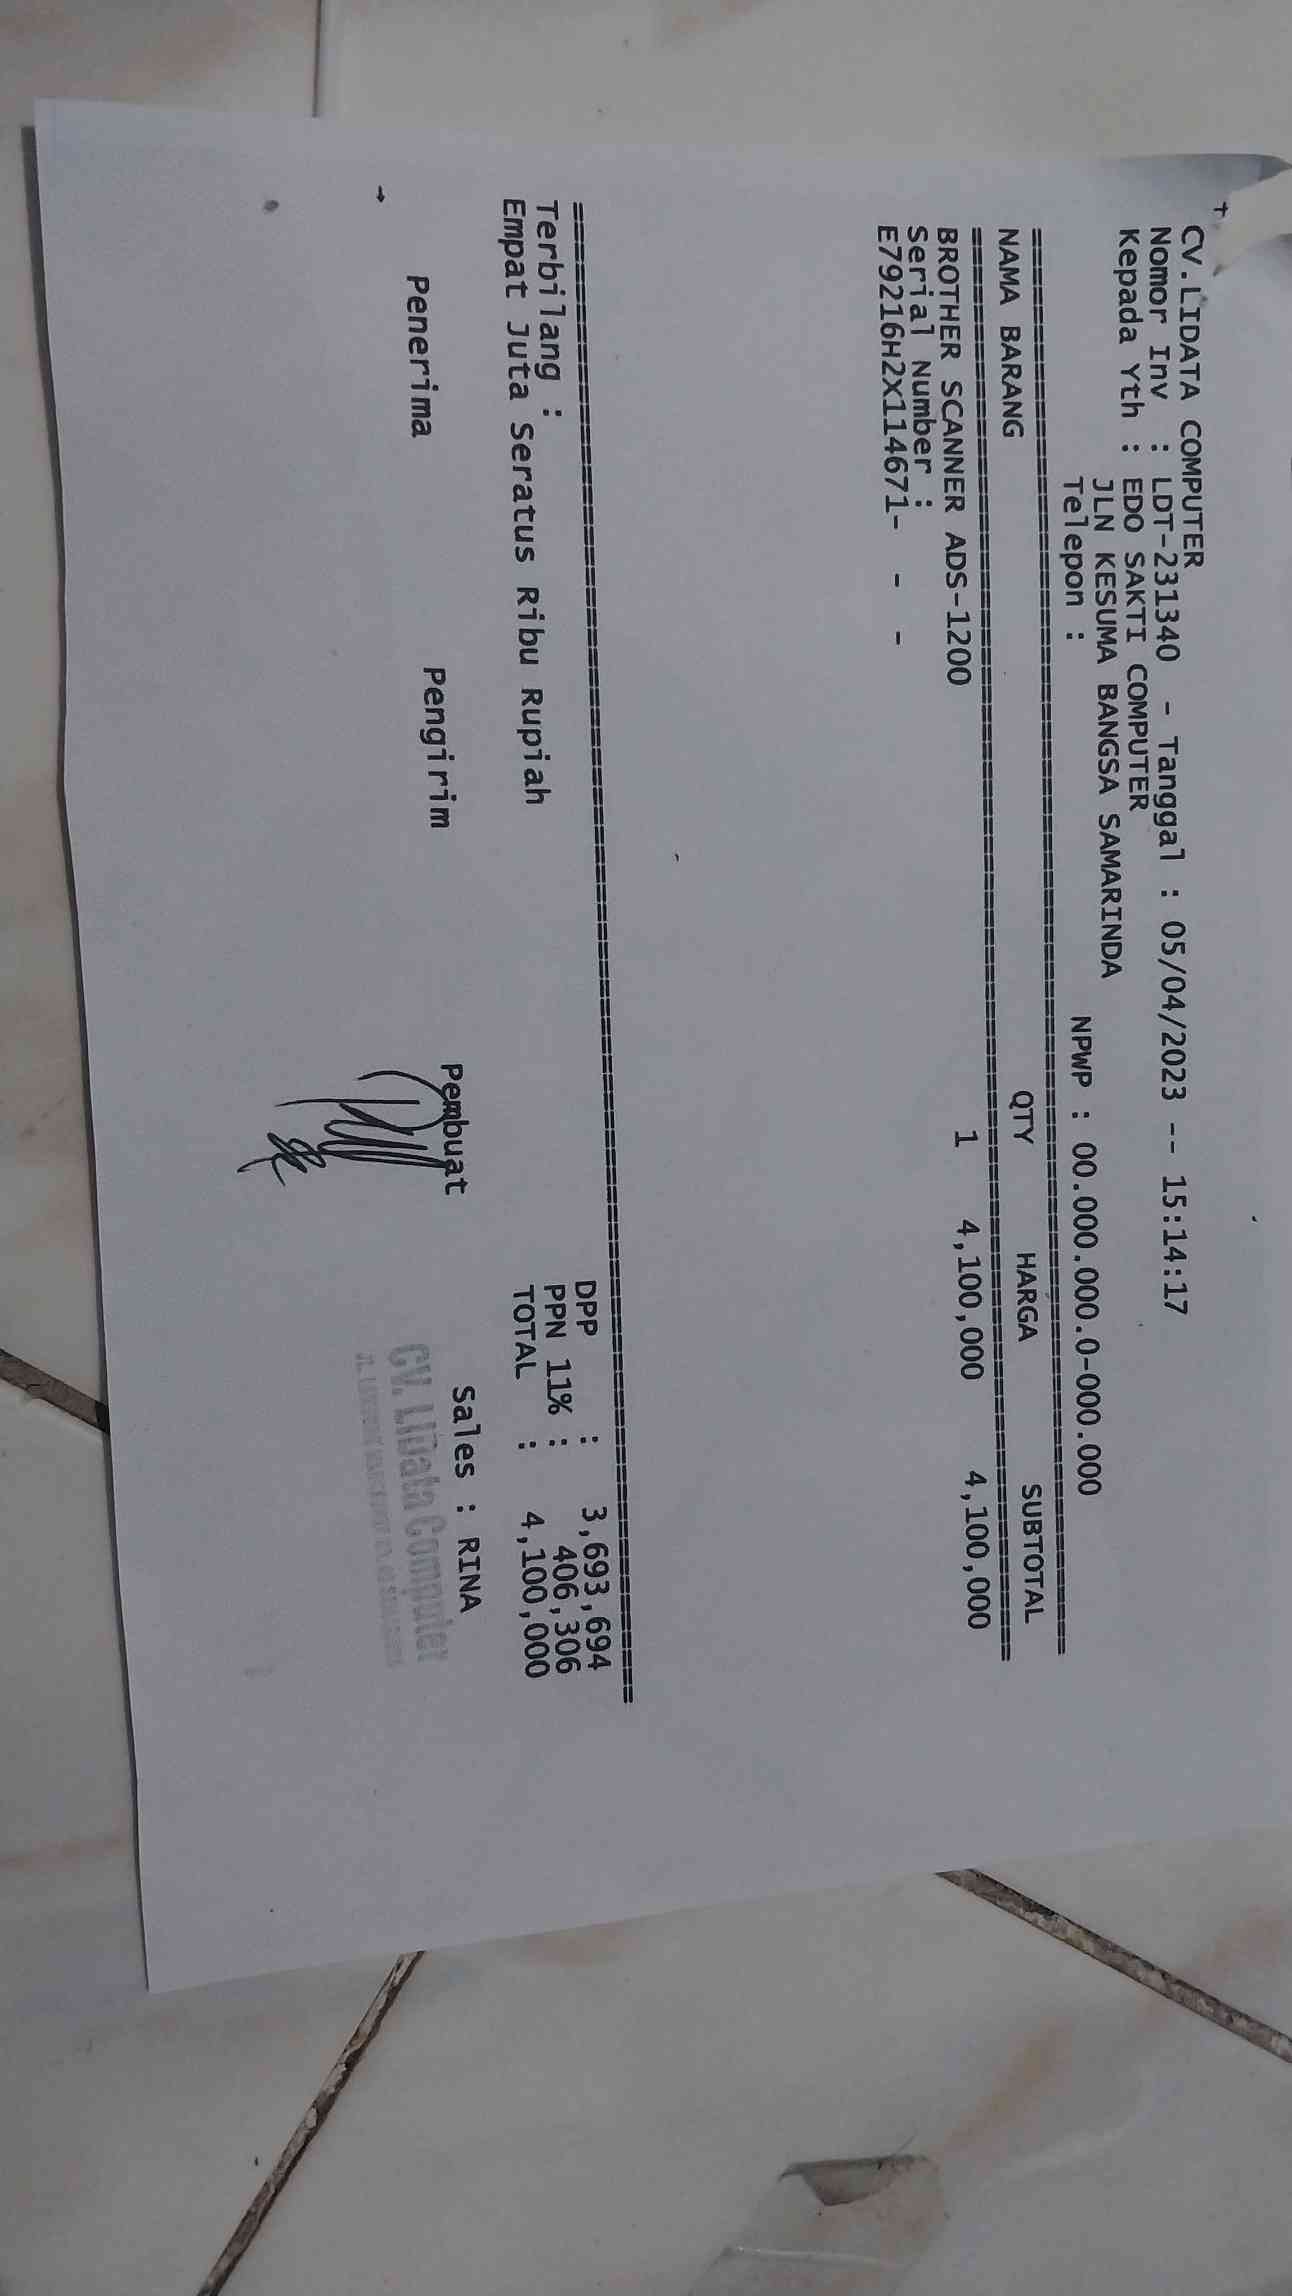 CV.LIDATA COMPUTER
Nomor Inv : LDT-231340 - Tanggal : 05/04/2023 -- 15:14:17
Kepada Yth : EDO SAKTI COMPUTER
JLN KESUMA BANGSA SAMARINDA
Telepon : NPWP : 00.000.000.0-000.000
NAMA BARANG QTY HARGA SUBTOTAL
BROTHER SCANNER ADS-1200 1 4,100,000 4,100,000
Serial Number :
E79216H2X114671- - -
DPP : 3,693,694
Terbilang : PPN 11% : 406,306
Empat Juta Seratus Ribu Rupiah TOTAL : 4,100,000
Penerima Pengirim Pembuat Sales : RINA
CV. LIData Computer